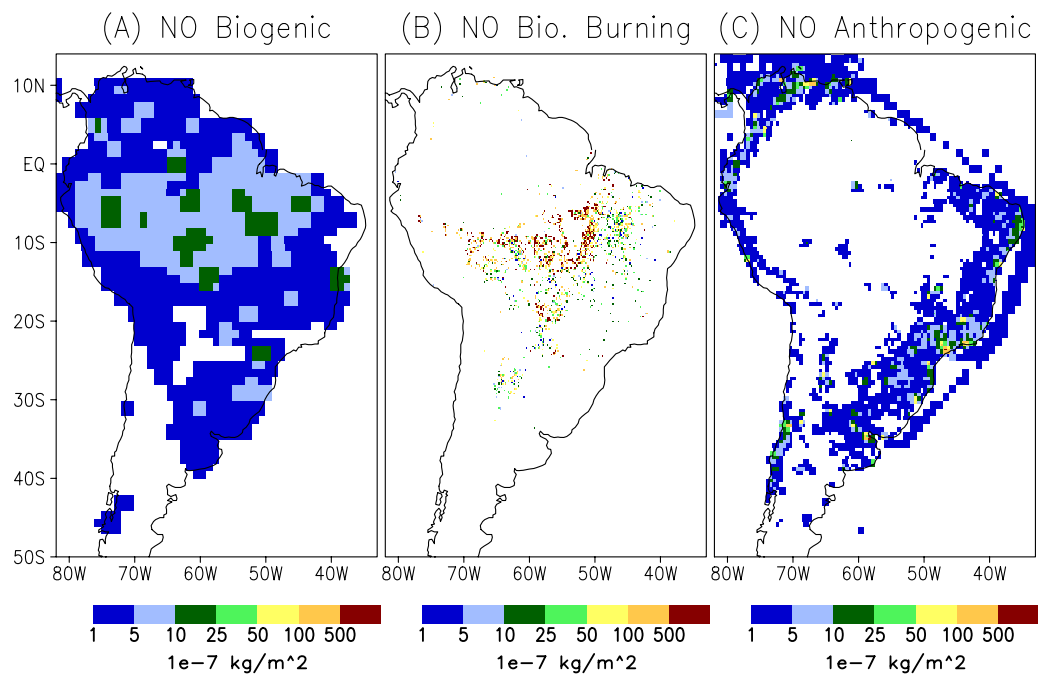 (A) NO Biogenic (B) NO Bio. Burning (C) NO Anthropogenic
10N
EQ
10S
20S
30S
40S
50S
80W 70W 60W 50W 40W 80W 70W 60W 50W 40W 80W 70W 60W 50W 40W
1 5 10 25 50 100 500 1 5 10 25 50 100 500 1 5 10 25 50 100 500
1e-7 kg/m^2 1e-7 kg/m^2 1e-7 kg/m^2